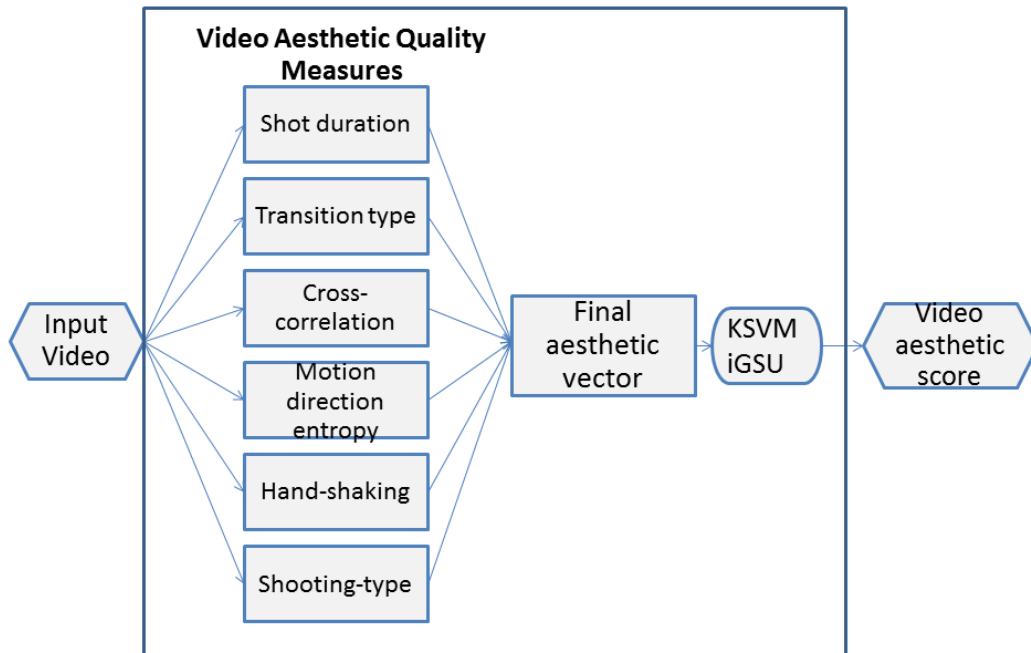 Video Aesthetic Quality
Measures
Shot duration
Transition type
Cross-
correlation
Motion
direction
entropy
Hand-shaking
Shooting-type
Input
Video
Final
aesthetic
vector
KSVM
iGSU
Video
aesthetic
score